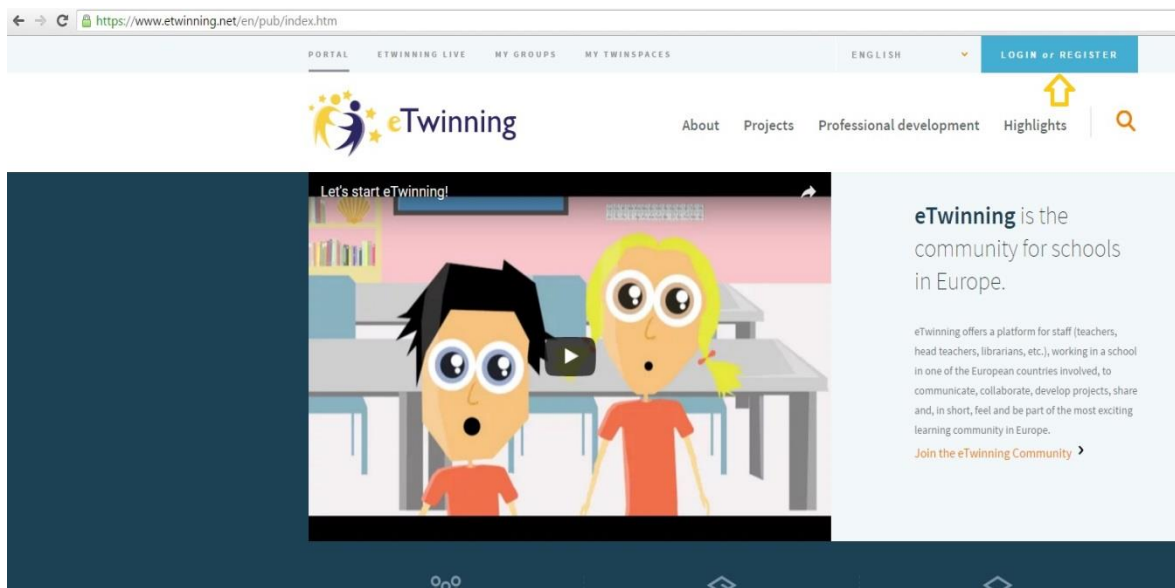 https://www.etwinning.net/en/pub/index.htm
PORTAL ETWINNING LIVE MY GROUPS MY TWINSPACES ENGLISH LOGIN or REGISTER
eTwinning About Projects Professional development Highlights
Let's start eTwinning!
eTwinning is the
community for schools
in Europe.
eTwinning offers a platform for staff (teachers,
head teachers, librarians, etc.), working in a school
in one of the European countries involved, to
communicate, collaborate, develop projects, share
and, in short, feel and be part of the most exciting
learning community in Europe.
Join the eTwinning Community